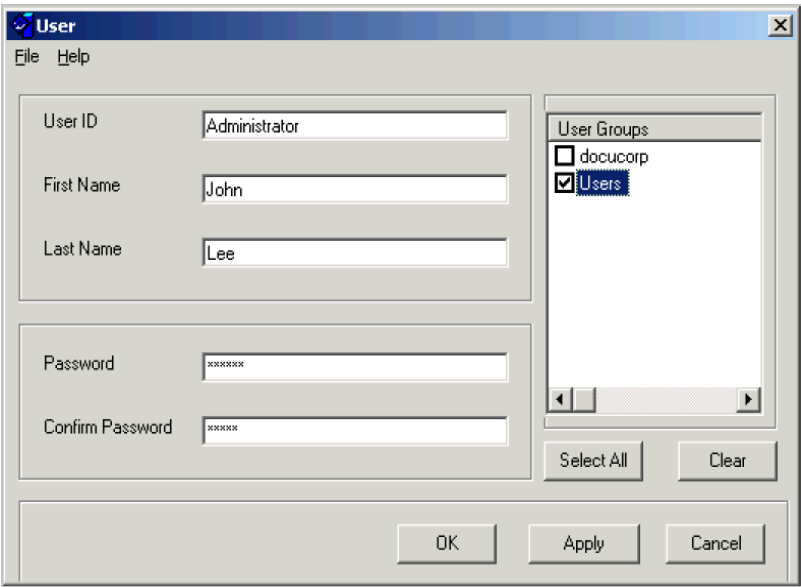 User
File Help
User ID
Administrator
First Name
John
Last Name
Lee
Password
××××××
Confirm Password
×××××
User Groups
docucorp
Users
Select All
Clear
OK
Apply
Cancel